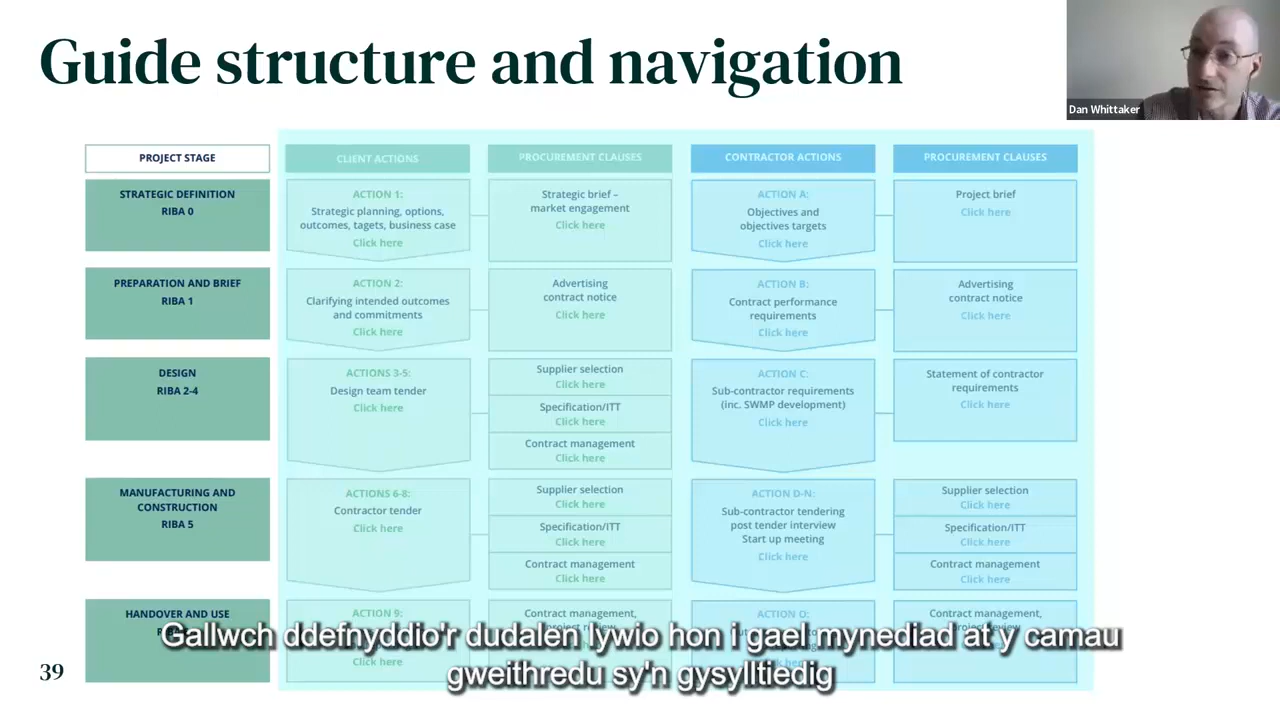 Guide structure and navigation
Dan Whittaker
PROJECT STAGE
CLIENT ACTIONS
PROCUREMENT CLAUSES
CONTRACTOR ACTIONS
PROCUREMENT CLAUSES
STRATEGIC DEFINITION
RIBA 0
ACTION 1:
Strategic planning, options,
outcomes, tagets, business case
Click here
Strategic brief –
market engagement
Click here
ACTION A:
Objectives and
objectives targets
Click here
Project brief
Click here
PREPARATION AND BRIEF
RIBA 1
ACTION 2:
Clarifying intended outcomes
and commitments
Click here
Advertising
contract notice
Click here
ACTION B:
Contract performance
requirements
Click here
Advertising
contract notice
Click here
DESIGN
RIBA 2-4
ACTIONS 3-5:
Design team tender
Click here
Supplier selection
Click here
Specification/ITT
Click here
Contract management
Click here
ACTION C:
Sub-contractor requirements
(inc. SWMP development)
Click here
Statement of contractor
requirements
Click here
MANUFACTURING AND
CONSTRUCTION
RIBA 5
ACTIONS 6-8:
Contractor tender
Click here
Supplier selection
Click here
Specification/ITT
Click here
Contract management
Click here
ACTION D-N:
Sub-contractor tendering
post tender interview
Start up meeting
Click here
Supplier selection
Click here
Specification/ITT
Click here
Contract management
Click here
HANDOVER AND USE
ACTION 9:
Contract management,
project review
ACTION O:
Contract management,
project review
Gallwch ddefnyddio'r dudalen lywio hon i gael mynediad at y camau
gweithredu sy'n gysylltiedig
39